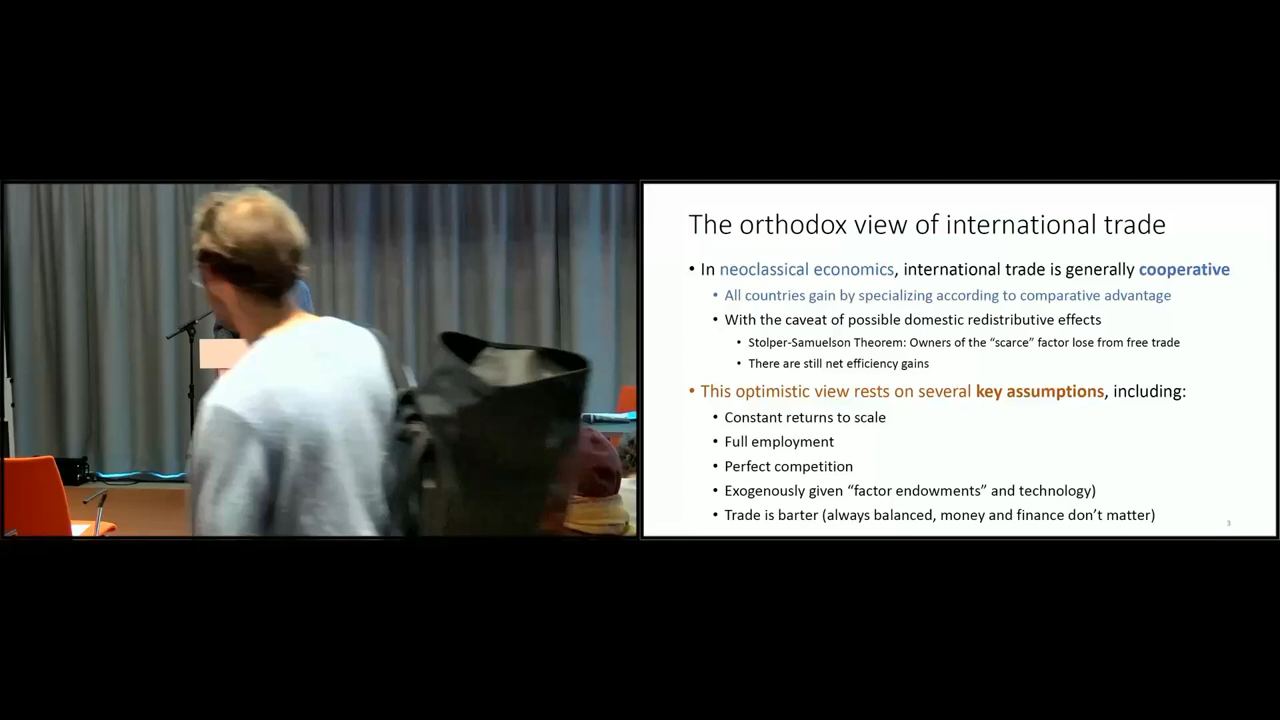 The orthodox view of international trade
• In neoclassical economics, international trade is generally cooperative
• All countries gain by specializing according to comparative advantage
• With the caveat of possible domestic redistributive effects
• Stolper-Samuelson Theorem: Owners of the “scarce” factor lose from free trade
• There are still net efficiency gains
• This optimistic view rests on several key assumptions, including:
• Constant returns to scale
• Full employment
• Perfect competition
• Exogenously given “factor endowments” and technology)
• Trade is barter (always balanced, money and finance don’t matter)
3